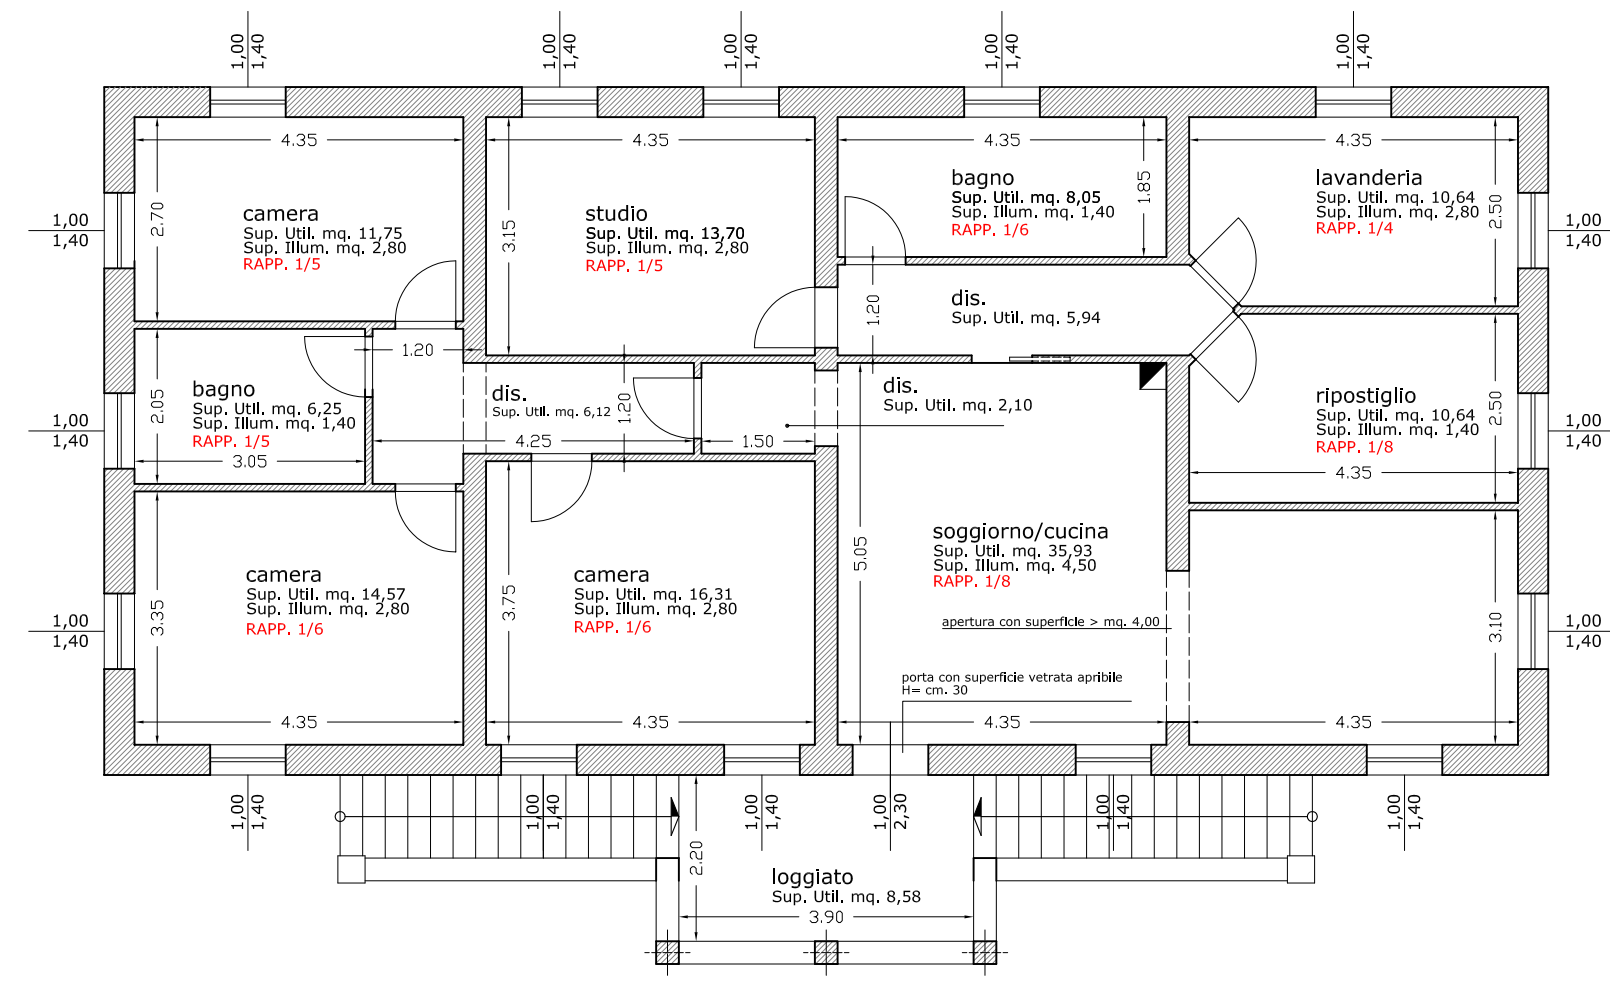 1,00
1,40
1,00
1,40
1,00
1,40
1,00
1,40
1,00
1,40
4.35
4.35
4.35
4.35
2.70
3.15
1.85
2.50
camera
Sup. Util. mq. 11,75
Sup. Illum. mq. 2,80
RAPP. 1/5
studio
Sup. Util. mq. 13,70
Sup. Illum. mq. 2,80
RAPP. 1/5
bagno
Sup. Util. mq. 8,05
Sup. Illum. mq. 1,40
RAPP. 1/6
lavanderia
Sup. Util. mq. 10,64
Sup. Illum. mq. 2,80
RAPP. 1/4
1,00
1,40
1,00
1,40
dis.
Sup. Util. mq. 5,94
1.20
1.20
bagno
Sup. Util. mq. 6,25
Sup. Illum. mq. 1,40
RAPP. 1/5
3.05
2.05
dis.
Sup. Util. mq. 6,12
1.20
4.25
1.50
dis.
Sup. Util. mq. 2,10
ripostiglio
Sup. Util. mq. 10,64
Sup. Illum. mq. 1,40
RAPP. 1/8
4.35
2.50
1,00
1,40
1,00
1,40
camera
Sup. Util. mq. 14,57
Sup. Illum. mq. 2,80
RAPP. 1/6
3.35
camera
Sup. Util. mq. 16,31
Sup. Illum. mq. 2,80
RAPP. 1/6
3.75
5.05
soggiorno/cucina
Sup. Util. mq. 35,93
Sup. Illum. mq. 4,50
RAPP. 1/8
apertura con superficie > mq. 4,00
porta con superficie vetrata apribile
H= cm. 30
3.10
1,00
1,40
1,00
1,40
4.35
4.35
4.35
4.35
1,00
1,40
1,00
1,40
1,00
1,40
1,00
2,30
1,00
1,40
1,00
1,40
2.20
loggiato
Sup. Util. mq. 8,58
3.90